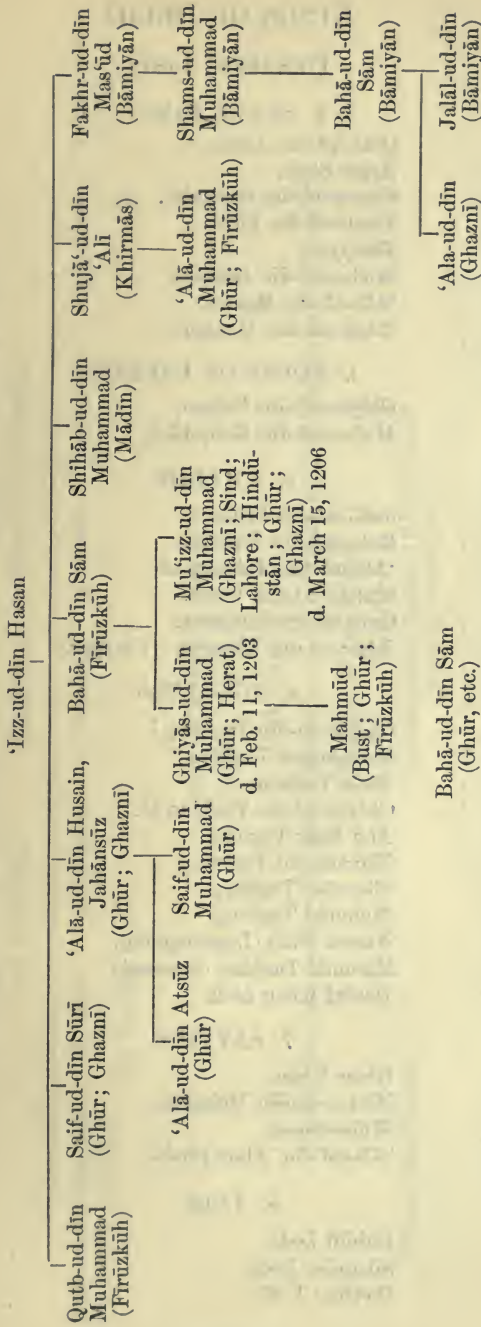 ‘Izz-ud-dīn Hasan
Qutb-ud-dīn
Muhammad
(Fīrūzkūh)
Saif-ud-dīn Sūrī
(Ghūr; Ghaznī)
‘Alā-ud-dīn Husain,
Jahānsūz
(Ghūr; Ghaznī)
Bahā-ud-dīn Sām
(Fīrūzkūh)
Shihāb-ud-dīn
Muhammad
(Mādīn)
Shujā‘-ud-dīn
‘Alī
(Khirmās)
Fakhr-ud-dīn
Mas‘ūd
(Bāmiyān)
‘Alā-ud-dīn Atsūz
(Ghūr)
Saif-ud-dīn
Muhammad
(Ghūr)
Ghiyās-ud-dīn
Muhammad
(Ghūr; Herat)
d. Feb. 11, 1203
Mu‘izz-ud-dīn
Muhammad
(Ghaznī; Sind;
Lahore; Hindū-
stān; Ghūr;
Ghaznī)
d. March 15, 1206
‘Alā-ud-dīn
Muhammad
(Ghūr; Fīrūzkūh)
Shams-ud-dīn
Muhammad
(Bāmiyān)
Mahmūd
(Bust; Ghūr;
Fīrūzkūh)
Bahā-ud-dīn
Sām
(Bāmiyān)
Bahā-ud-dīn Sām
(Ghūr, etc.)
‘Ala-ud-dīn
(Ghaznī)
Jalāl-ud-dīn
(Bāmiyān)